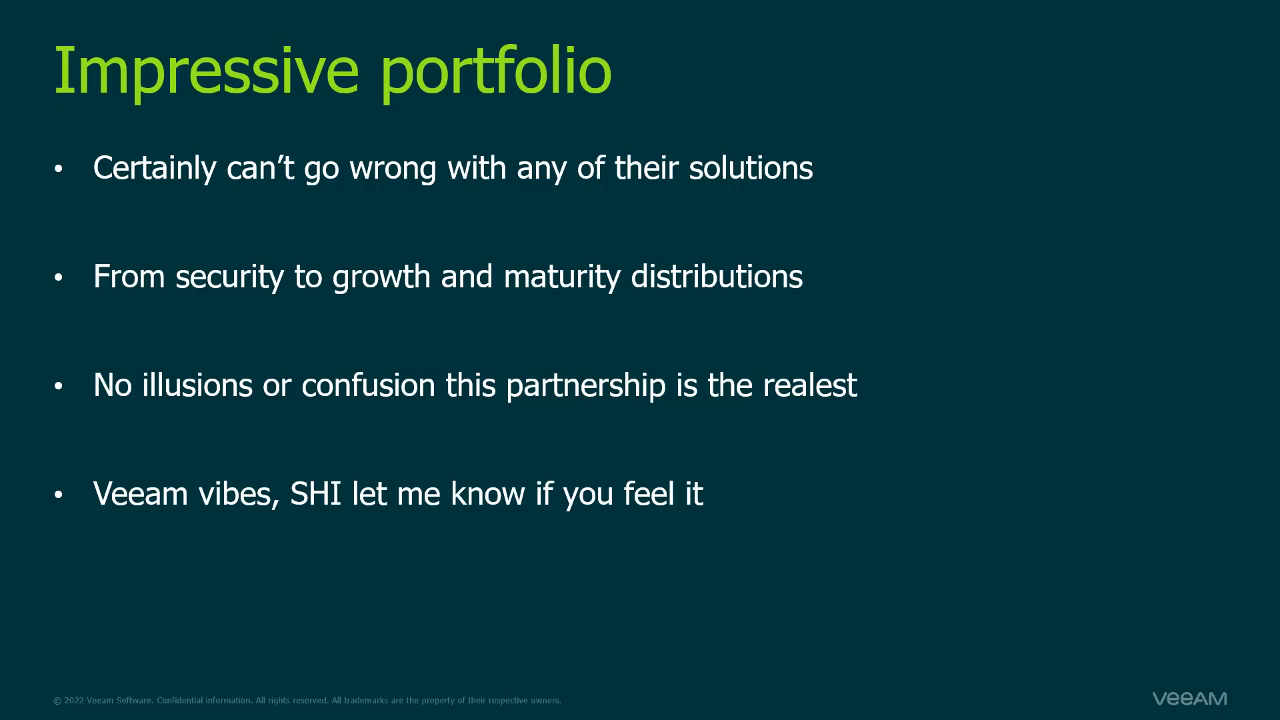 Impressive portfolio
• Certainly can’t go wrong with any of their solutions
• From security to growth and maturity distributions
• No illusions or confusion this partnership is the realest
• Veeam vibes, SHI let me know if you feel it
© 2022 Veeam Software. Confidential information. All rights reserved. All trademarks are the property of their respective owners.
veeAM